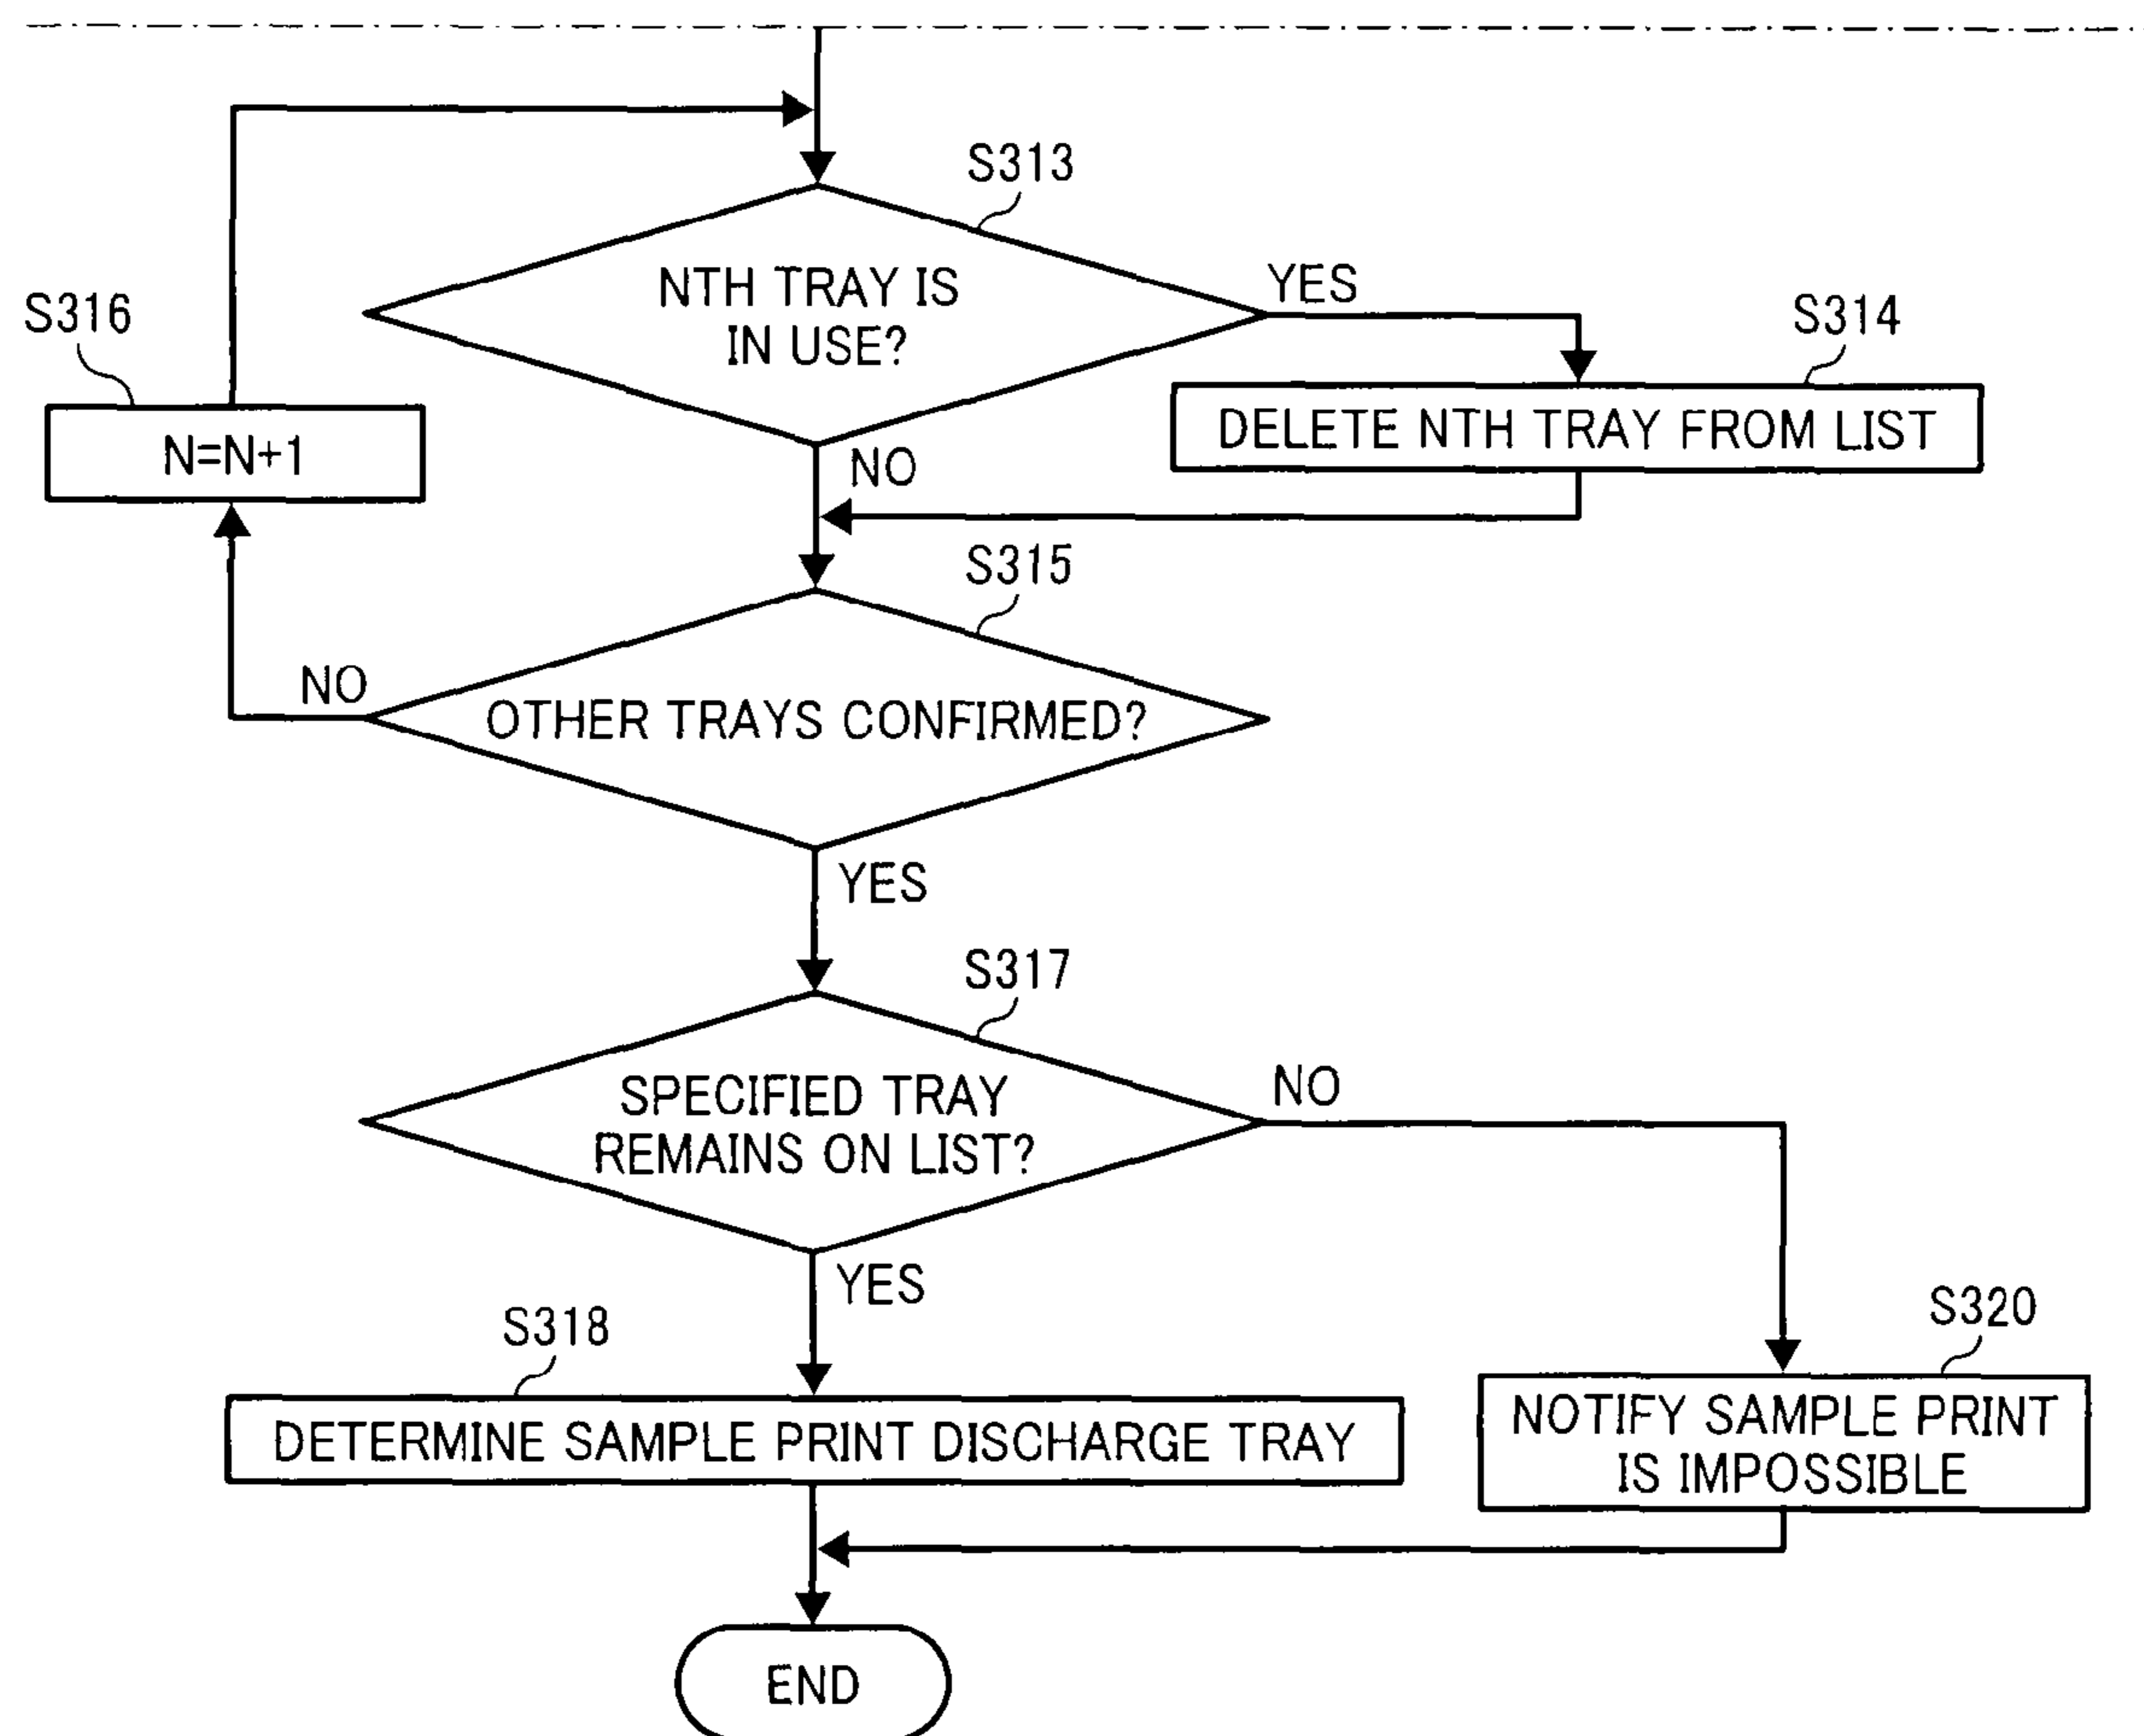 S313
NTH TRAY IS
IN USE?
YES
S314
DELETE NTH TRAY FROM LIST
S316
N=N+1
NO
S315
OTHER TRAYS CONFIRMED?
NO
YES
S317
SPECIFIED TRAY
REMAINS ON LIST?
NO
YES
S318
DETERMINE SAMPLE PRINT DISCHARGE TRAY
S320
NOTIFY SAMPLE PRINT
IS IMPOSSIBLE
END